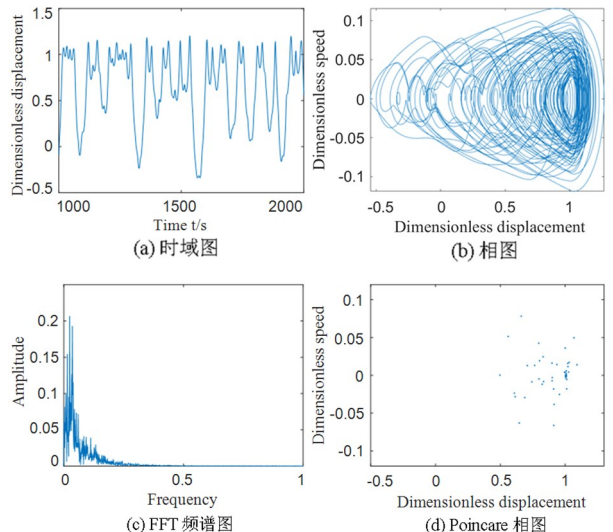 1.5
1
0.5
0
-0.5
Dimensionless displacement
1000
1500
2000
Time t/s
(a) 时域图
0.1
0.05
0
-0.05
-0.1
Dimensionless speed
-0.5
0
0.5
1
Dimensionless displacement
(b) 相图
0.2
0.15
0.1
0.05
0
Amplitude
0
0.5
1
Frequency
(c) FFT 频谱图
0.1
0.05
0
-0.05
-0.1
Dimensionless speed
0
0.5
1
Dimensionless displacement
(d) Poincare 相图